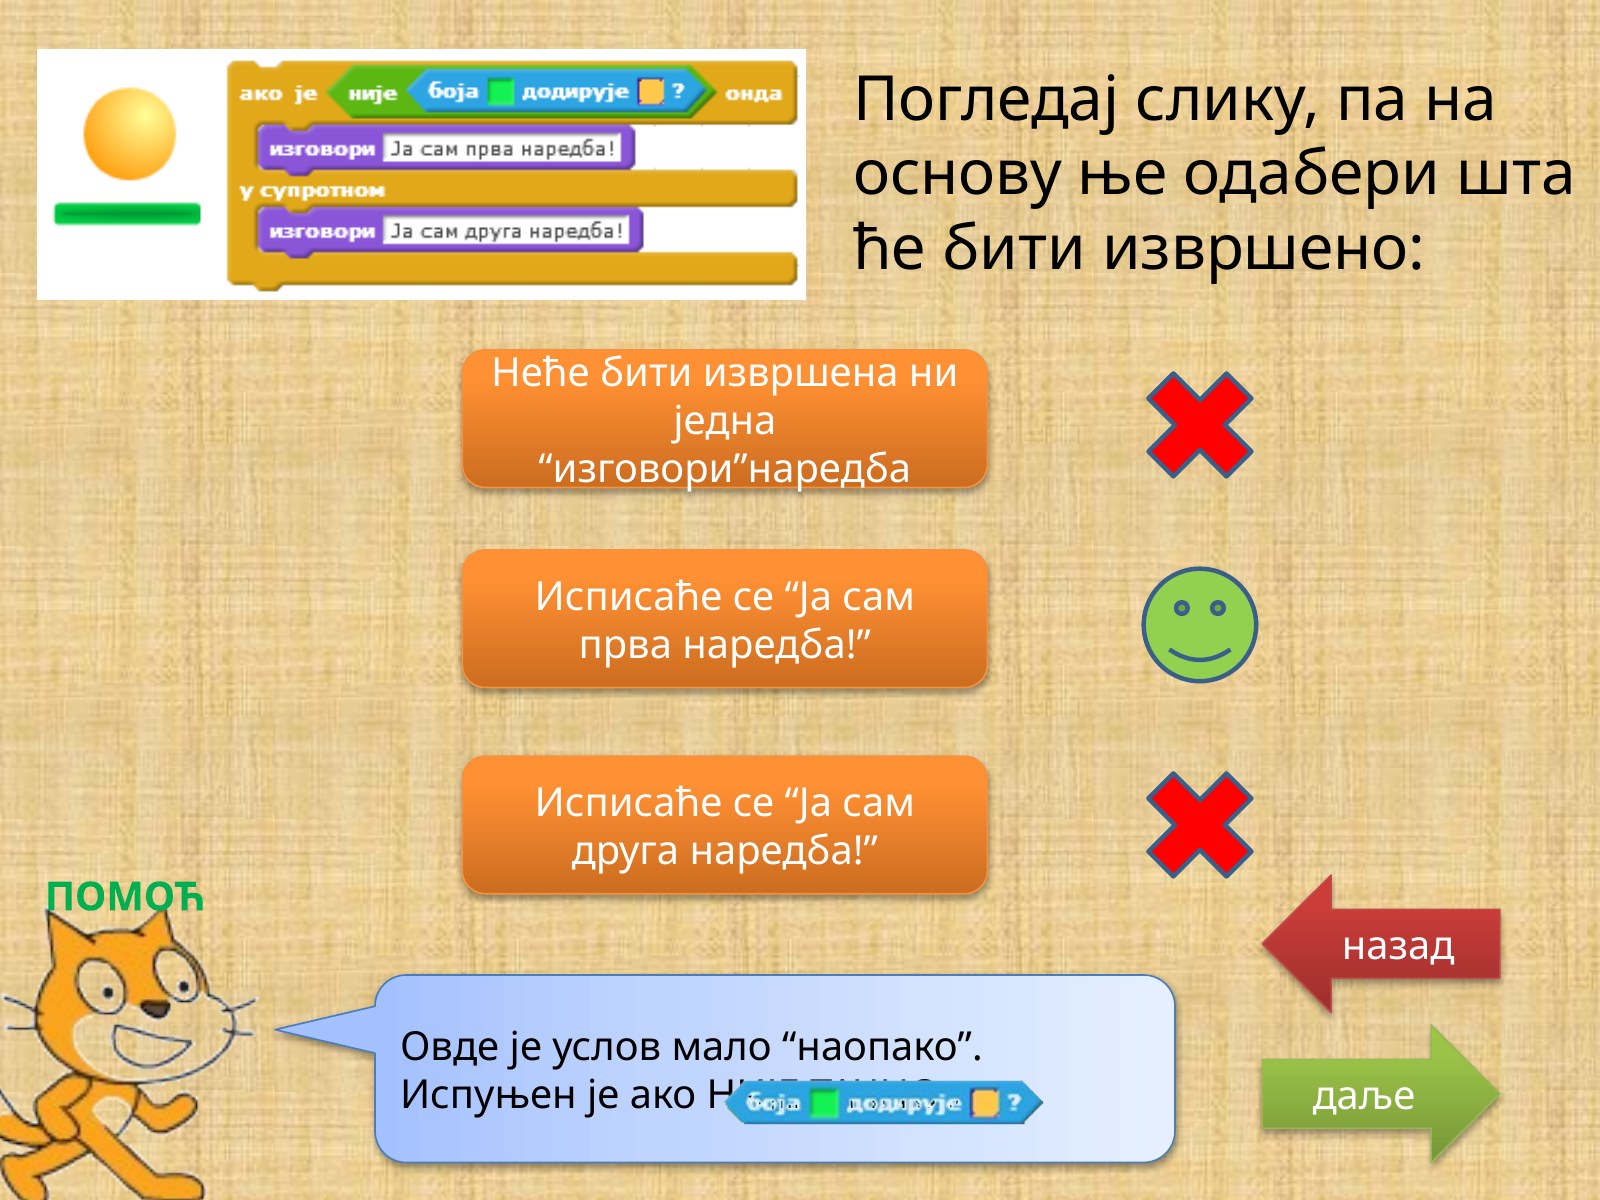 ако је није боја додирује ? онда
изговори Ја сам прва наредба!
у супротном
изговори Ја сам друга наредба!
Погледај слику, па на
основу ње одабери шта
ће бити извршено:
Неће бити извршена ни
једна
“изговори”наредба
Исписаће се “Ја сам
прва наредба!”
Исписаће се “Ја сам
друга наредба!”
ПОМОЋ
назад
Овде је услов мало “наопако”.
Испуњен је ако боја додирује ?
даље